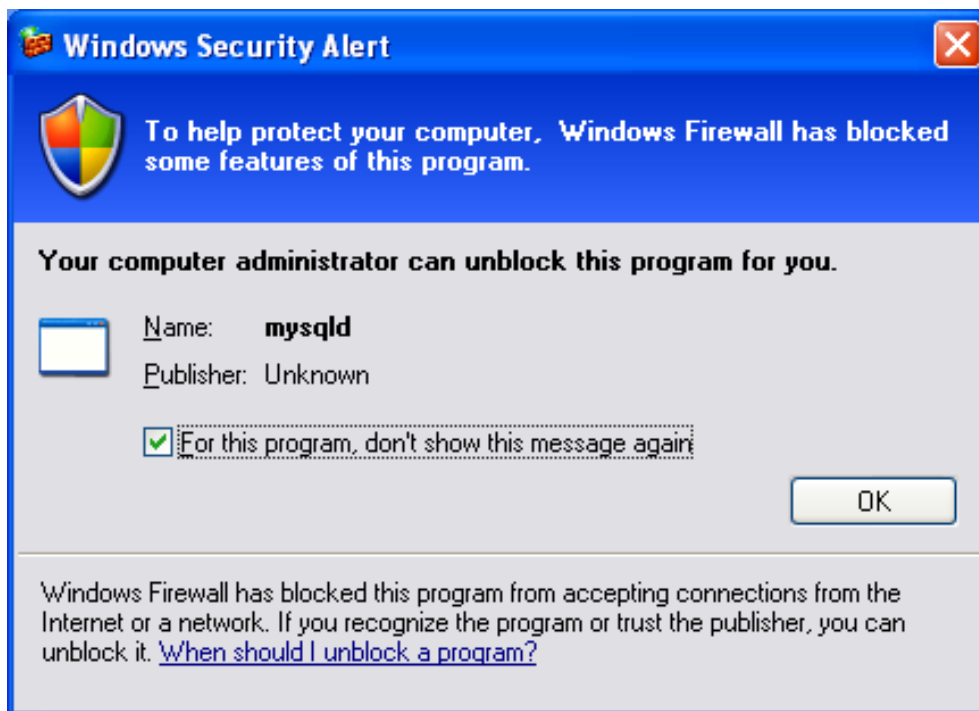 Windows Security Alert
To help protect your computer, Windows Firewall has blocked
some features of this program.
Your computer administrator can unblock this program for you.
Name: mysqld
Publisher: Unknown
For this program, don't show this message again
OK
Windows Firewall has blocked this program from accepting connections from the
Internet or a network. If you recognize the program or trust the publisher, you can
unblock it. When should I unblock a program?